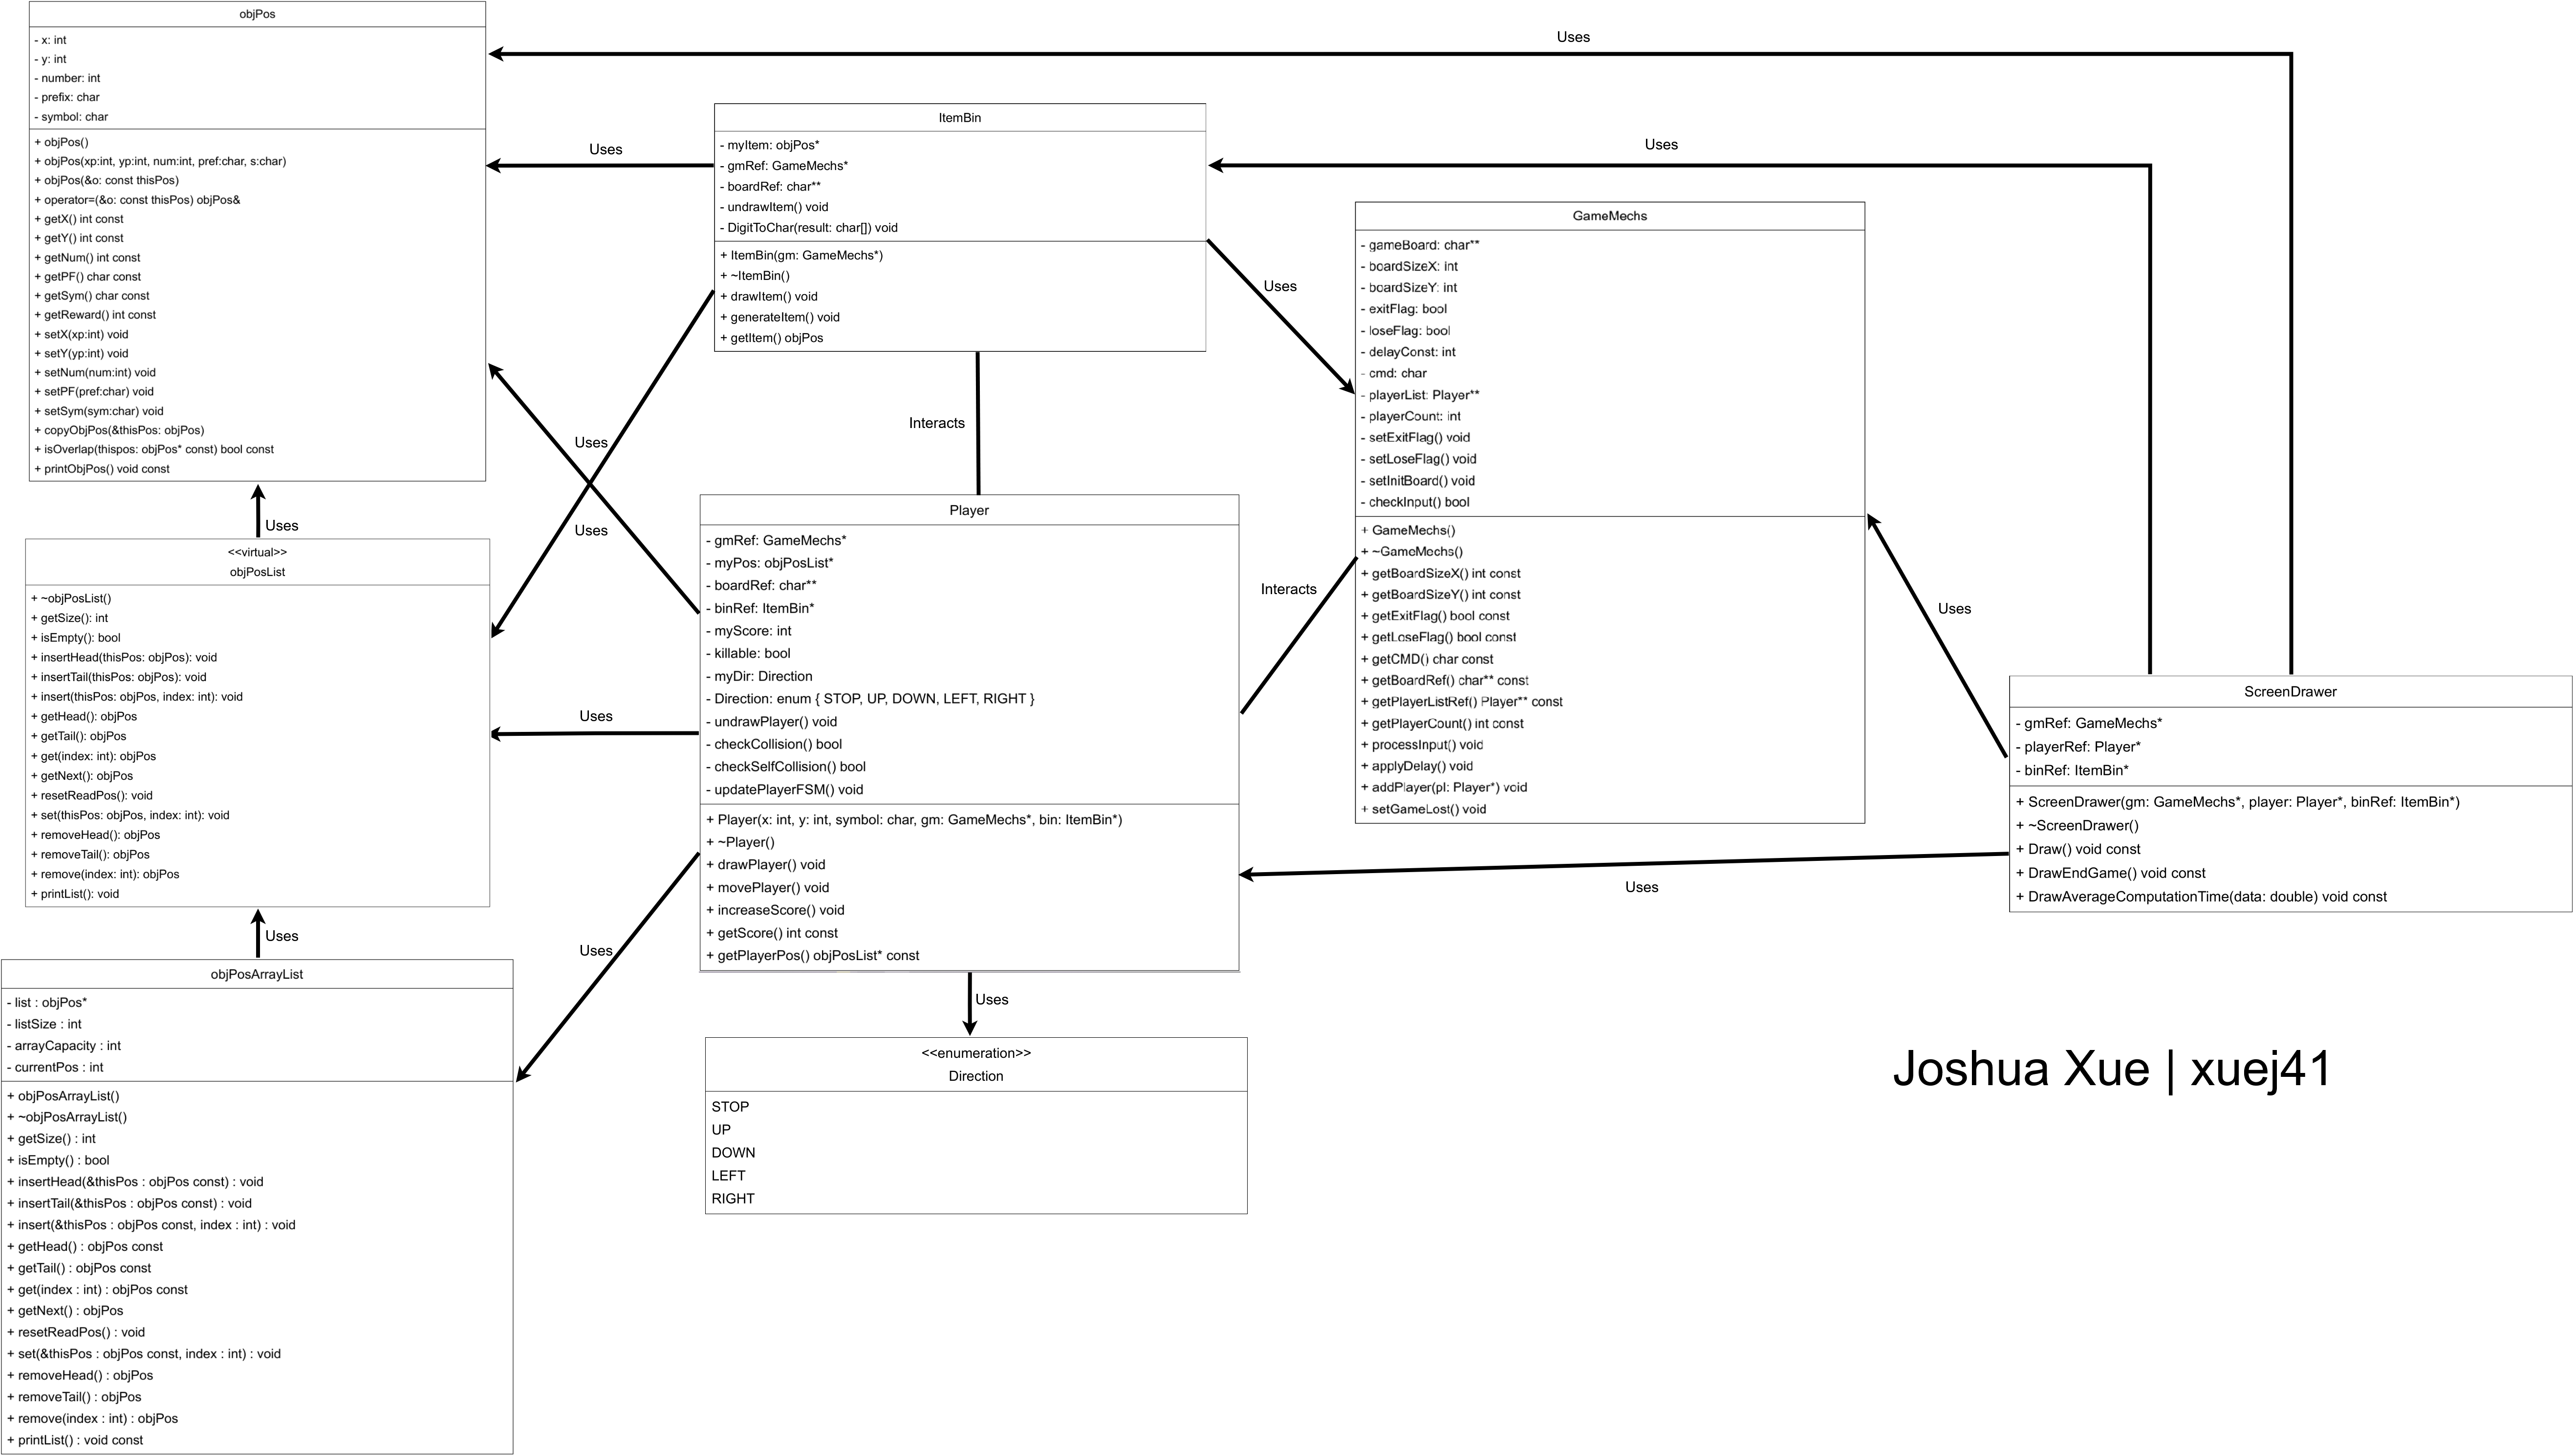 objPos
- x: int
- y: int
- number: int
- prefix: char
- symbol: char
+ objPos()
+ objPos(xp:int, yp:int, num:int, pref:char, s:char)
+ objPos(&o: const thisPos)
+ operator=(&o: const thisPos) objPos&
+ getX() int const
+ getY() int const
+ getNum() int const
+ getPF() char const
+ getSym() char const
+ getReward() int const
+ setX(xp:int) void
+ setY(yp:int) void
+ setNum(num:int) void
+ setPF(pref:char) void
+ setSym(sym:char) void
+ copyObjPos(&thisPos: objPos)
+ isOverlap(thispos: objPos* const) bool const
+ printObjPos() void const
Uses
<<virtual>>
objPosList
+ ~objPosList()
+ getSize(): int
+ isEmpty(): bool
+ insertHead(thisPos: objPos): void
+ insertTail(thisPos: objPos): void
+ insert(thisPos: objPos, index: int): void
+ getHead(): objPos
+ getTail(): objPos
+ get(index: int): objPos
+ getNext(): objPos
+ resetReadPos(): void
+ set(thisPos: objPos, index: int): void
+ removeHead(): objPos
+ removeTail(): objPos
+ remove(index: int): objPos
+ printList(): void
Uses
objPosArrayList
- list : objPos*
- listSize : int
- arrayCapacity : int
- currentPos : int
+ objPosArrayList()
+ ~objPosArrayList()
+ getSize() : int
+ isEmpty() : bool
+ insertHead(&thisPos : objPos const) : void
+ insertTail(&thisPos : objPos const) : void
+ insert(&thisPos : objPos const, index : int) : void
+ getHead() : objPos const
+ getTail() : objPos const
+ get(index : int) : objPos const
+ getNext() : objPos
+ resetReadPos() : void
+ set(&thisPos : objPos const, index : int) : void
+ removeHead() : objPos
+ removeTail() : objPos
+ remove(index : int) : objPos
+ printList() : void const
Uses
Uses
Uses
Uses
Uses
ItemBin
- myItem: objPos*
- gmRef: GameMechs*
- boardRef: char**
- undrawItem() void
- DigitToChar(result: char[]) void
+ ItemBin(gm: GameMechs*)
+ ~ItemBin()
+ drawItem() void
+ generateItem() void
+ getItem() objPos
Interacts
Player
- gmRef: GameMechs*
- myPos: objPosList*
- boardRef: char**
- binRef: ItemBin*
- myScore: int
- killable: bool
- myDir: Direction
- Direction: enum { STOP, UP, DOWN, LEFT, RIGHT }
- undrawPlayer() void
- checkCollision() bool
- checkSelfCollision() bool
- updatePlayerFSM() void
+ Player(x: int, y: int, symbol: char, gm: GameMechs*, bin: ItemBin*)
+ ~Player()
+ drawPlayer() void
+ movePlayer() void
+ increaseScore() void
+ getScore() int const
+ getPlayerPos() objPosList* const
Uses
<<enumeration>>
Direction
STOP
UP
DOWN
LEFT
RIGHT
Uses
Uses
Uses
Interacts
GameMechs
- gameBoard: char**
- boardSizeX: int
- boardSizeY: int
- exitFlag: bool
- loseFlag: bool
- delayConst: int
- cmd: char
- playerList: Player**
- playerCount: int
- setExitFlag() void
- setLoseFlag() void
- setInitBoard() void
- checkInput() bool
+ GameMechs()
+ ~GameMechs()
+ getBoardSizeX() int const
+ getBoardSizeY() int const
+ getExitFlag() bool const
+ getLoseFlag() bool const
+ getCMD() char const
+ getBoardRef() char** const
+ getPlayerListRef() Player** const
+ getPlayerCount() int const
+ processInput() void
+ applyDelay() void
+ addPlayer(pl: Player*) void
+ setGameLost() void
Uses
Uses
ScreenDrawer
- gmRef: GameMechs*
- playerRef: Player*
- binRef: ItemBin*
+ ScreenDrawer(gm: GameMechs*, player: Player*, binRef: ItemBin*)
+ ~ScreenDrawer()
+ Draw() void const
+ DrawEndGame() void const
+ DrawAverageComputationTime(data: double) void const
Joshua Xue | xuej41